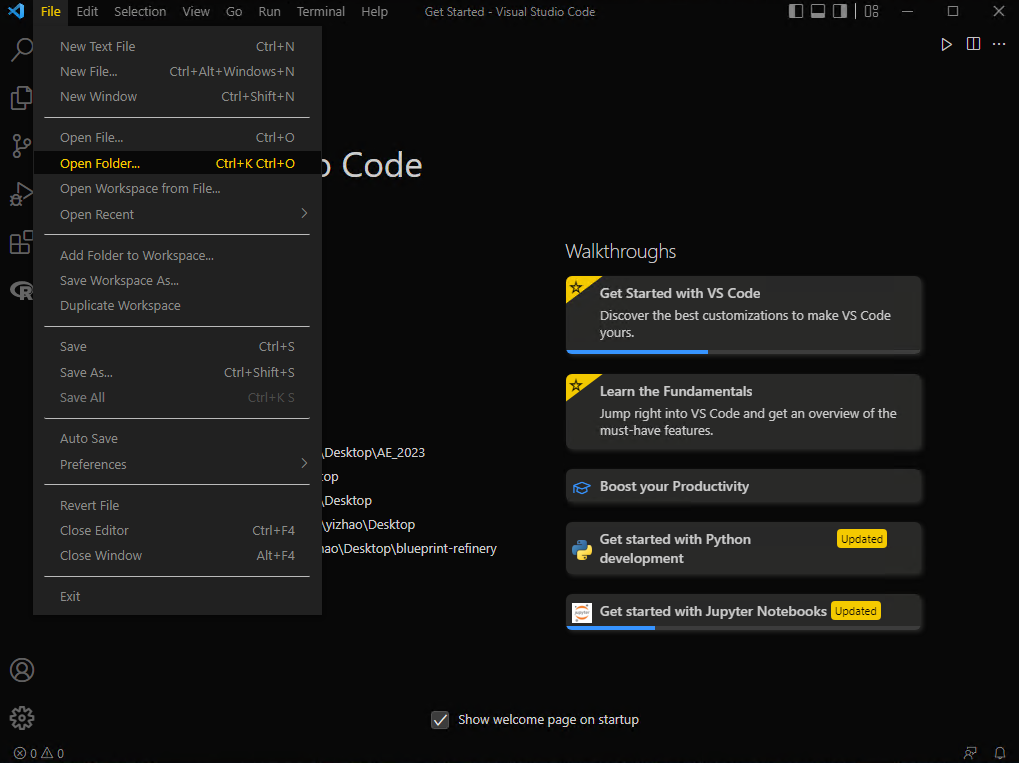 File Edit Selection View Go Run Terminal Help Get Started - Visual Studio Code
New Text File Ctrl+N
New File... Ctrl+Alt+Windows+N
New Window Ctrl+Shift+N
Open File... Ctrl+O
Open Folder... Ctrl+K Ctrl+O
Open Workspace from File...
Open Recent
Add Folder to Workspace...
Save Workspace As...
Duplicate Workspace
Save Ctrl+S
Save As... Ctrl+Shift+S
Save All Ctrl+K S
Auto Save
Preferences
Revert File
Close Editor Ctrl+F4
Close Window Alt+F4
Exit
Code
\Desktop\AE_2023
top
\Desktop
\yizhao\Desktop
hao\Desktop\blueprint-refinery
Walkthroughs
Get Started with VS Code
Discover the best customizations to make VS Code
yours.
Learn the Fundamentals
Jump right into VS Code and get an overview of the
must-have features.
Boost your Productivity
Get started with Python
development
Updated
jupyter
Get started with Jupyter Notebooks Updated
Show welcome page on startup
0 0